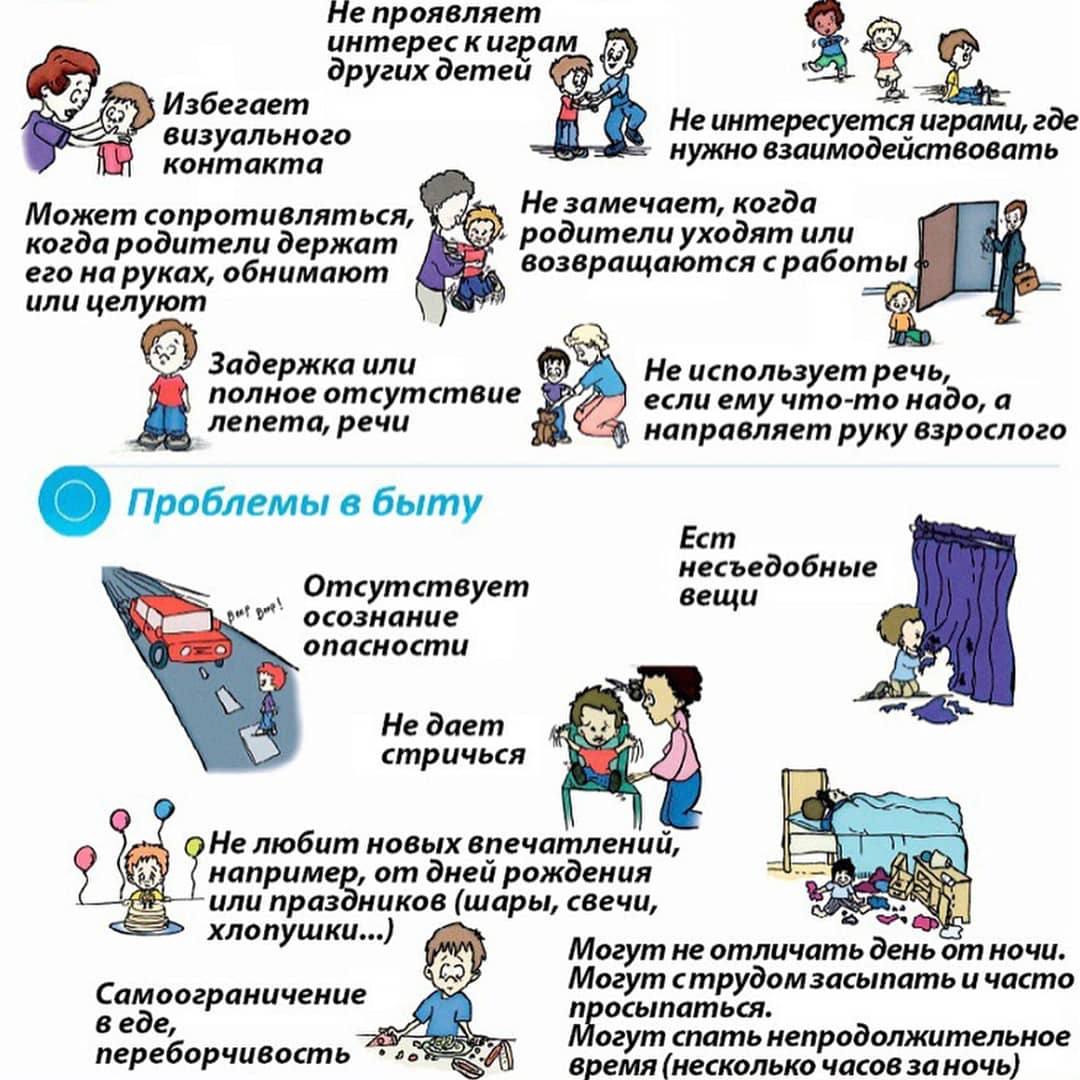 Не проявляет
интерес к играм
других детей
Избегает
визуального
контакта
Не интересуется играми, где
нужно взаимодействовать
Может сопротивляться,
когда родители держат
его на руках, обнимают
или целуют
Не замечает, когда
родители уходят или
возвращаются с работы
Задержка или
полное отсутствие
лепета, речи
Не использует речь,
если ему что-то надо, а
направляет руку взрослого
Проблемы в быту
Отсутствует
осознание
опасности
Beep Beep!
Ест
несъедобные
вещи
Не дает
стричься
Не любит новых впечатлений,
например, от дней рождения
или праздников (шары, свечи,
хлопушки...)
Самоограничение
в еде,
переборчивость
Могут не отличать день от ночи.
Могут с трудом засыпать и часто
просыпаться.
Могут спать непродолжительное
время (несколько часов за ночь)